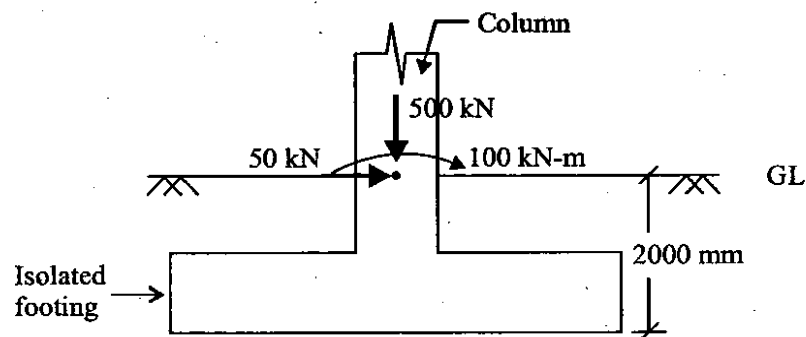 Column
500 kN
50 kN
100 kN-m
GL
2000 mm
Isolated
footing